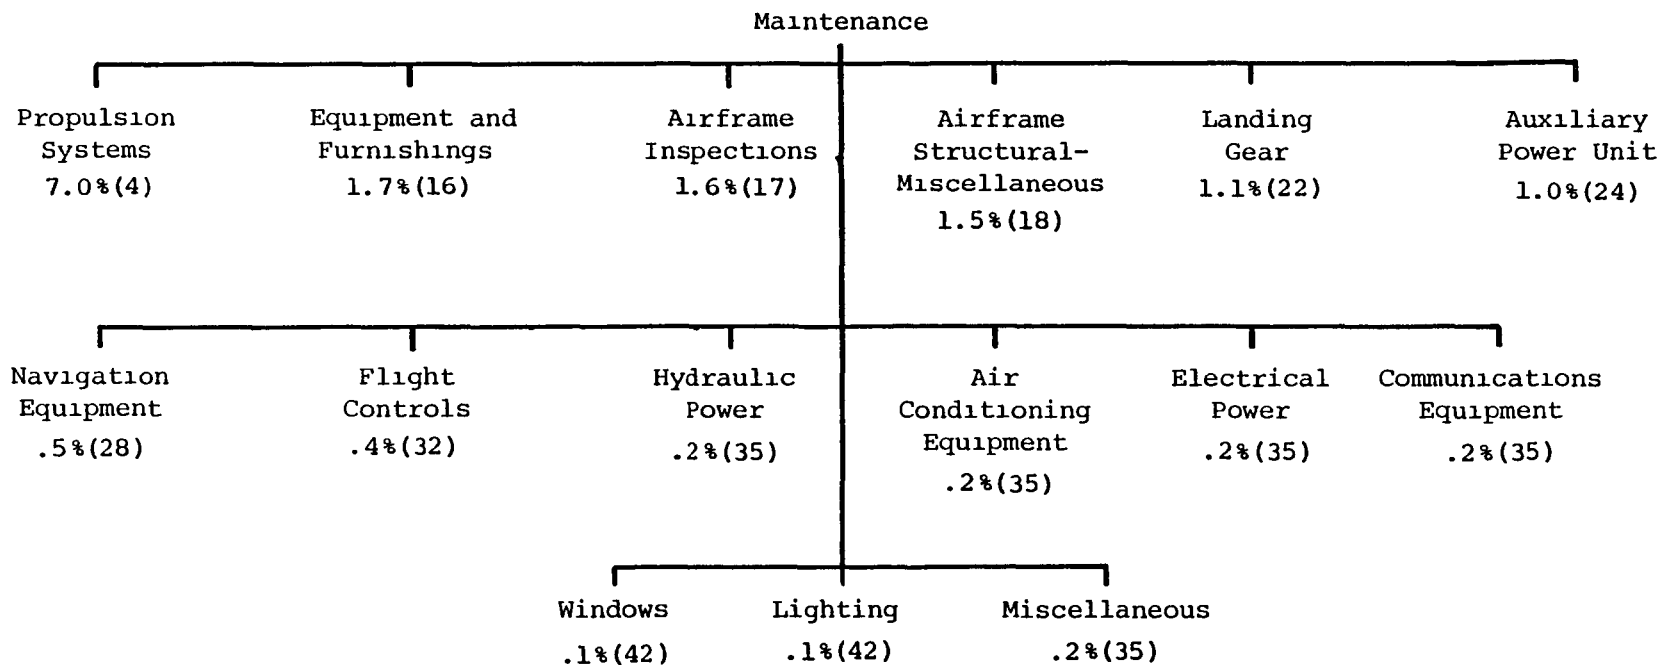 Maintenance
Propulsion
Systems
7.0%(4)
Equipment and
Furnishings
1.7%(16)
Airframe
Inspections
1.6%(17)
Airframe
Structural-
Miscellaneous
1.5%(18)
Landing
Gear
1.1%(22)
Auxiliary
Power Unit
1.0%(24)
Navigation
Equipment
.5%(28)
Flight
Controls
.4%(32)
Hydraulic
Power
.2%(35)
Air
Conditioning
Equipment
.2%(35)
Electrical
Power
.2%(35)
Communications
Equipment
.2%(35)
Windows
.1%(42)
Lighting
.1%(42)
Miscellaneous
.2%(35)